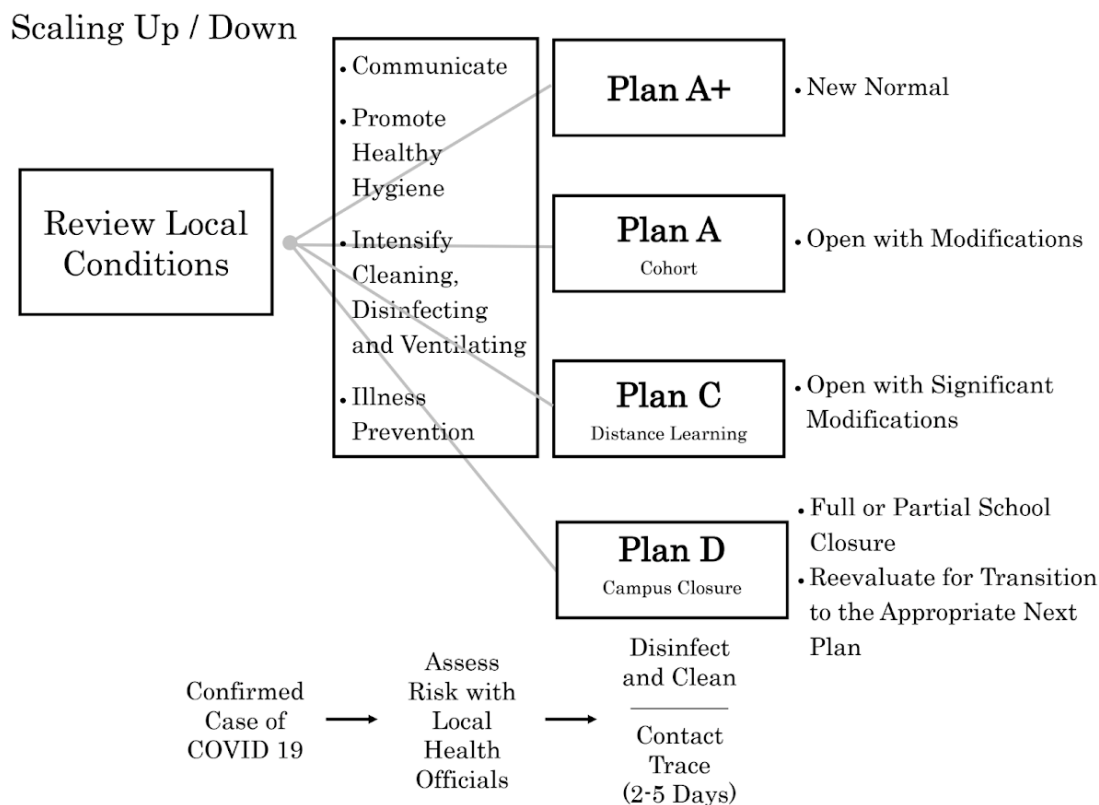 Scaling Up / Down
Review Local
Conditions
• Communicate
• Promote
Healthy
Hygiene
• Intensify
Cleaning,
Disinfecting
and Ventilating
• Illness
Prevention
Plan A+
• New Normal
Plan A
Cohort
• Open with Modifications
Plan C
Distance Learning
• Open with Significant
Modifications
Plan D
Campus Closure
• Full or Partial School
Closure
• Reevaluate for Transition
to the Appropriate Next
Plan
Confirmed
Case of
COVID 19
Assess
Risk with
Local
Health
Officials
Disinfect
and Clean
Contact
Trace
(2-5 Days)